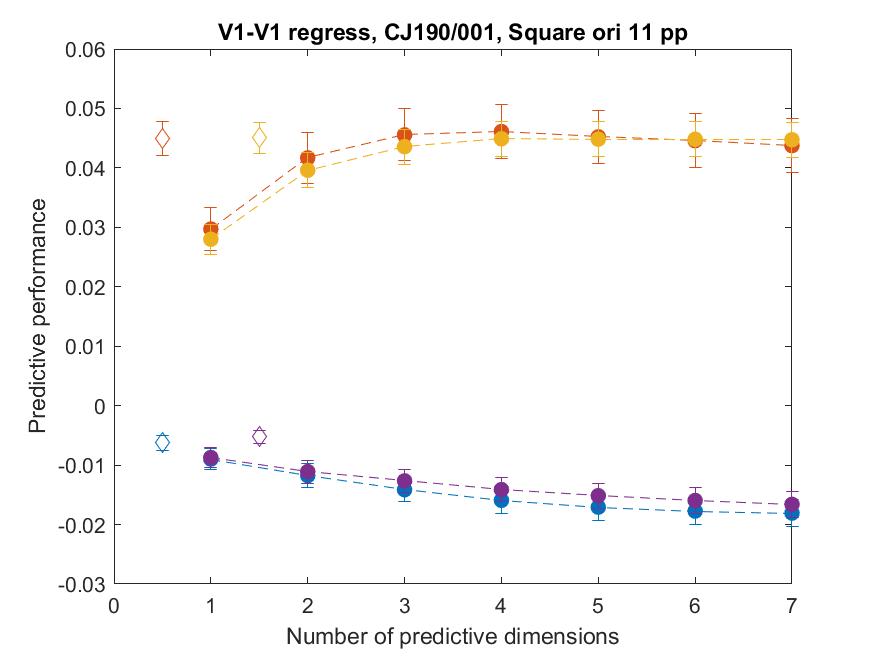 V1-V1 regress, CJ190/001, Square ori 11 pp
0.06
0.05
0.04
0.03
0.02
0.01
0
-0.01
-0.02
-0.03
Predictive performance
0 1 2 3 4 5 6 7
Number of predictive dimensions